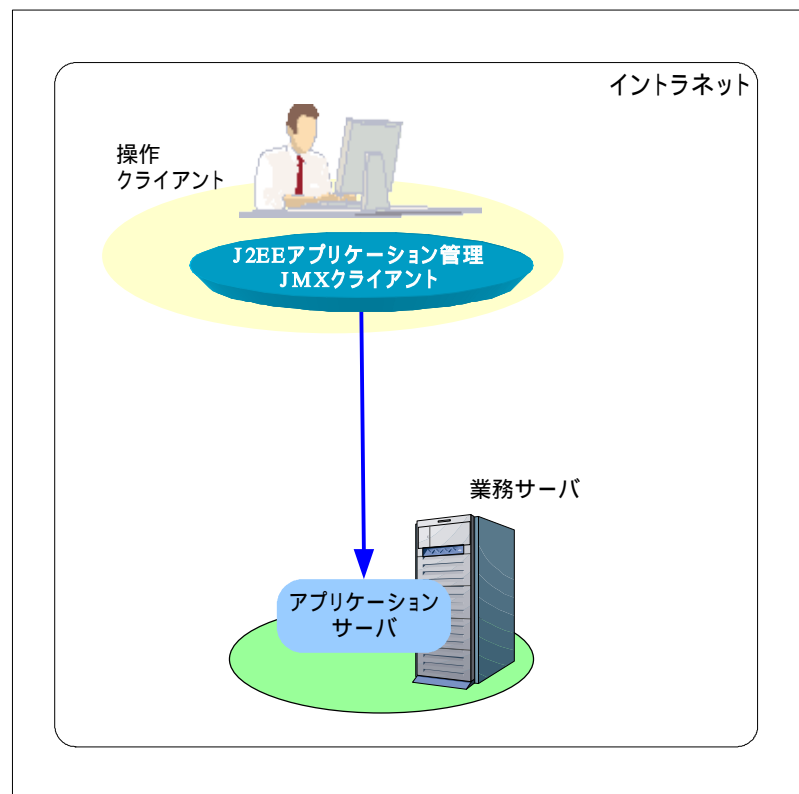 イントラネット
操作
クライアント
J2EEアプリケーション管理
JMXクライアント
業務サーバ
アプリケーション
サーバ